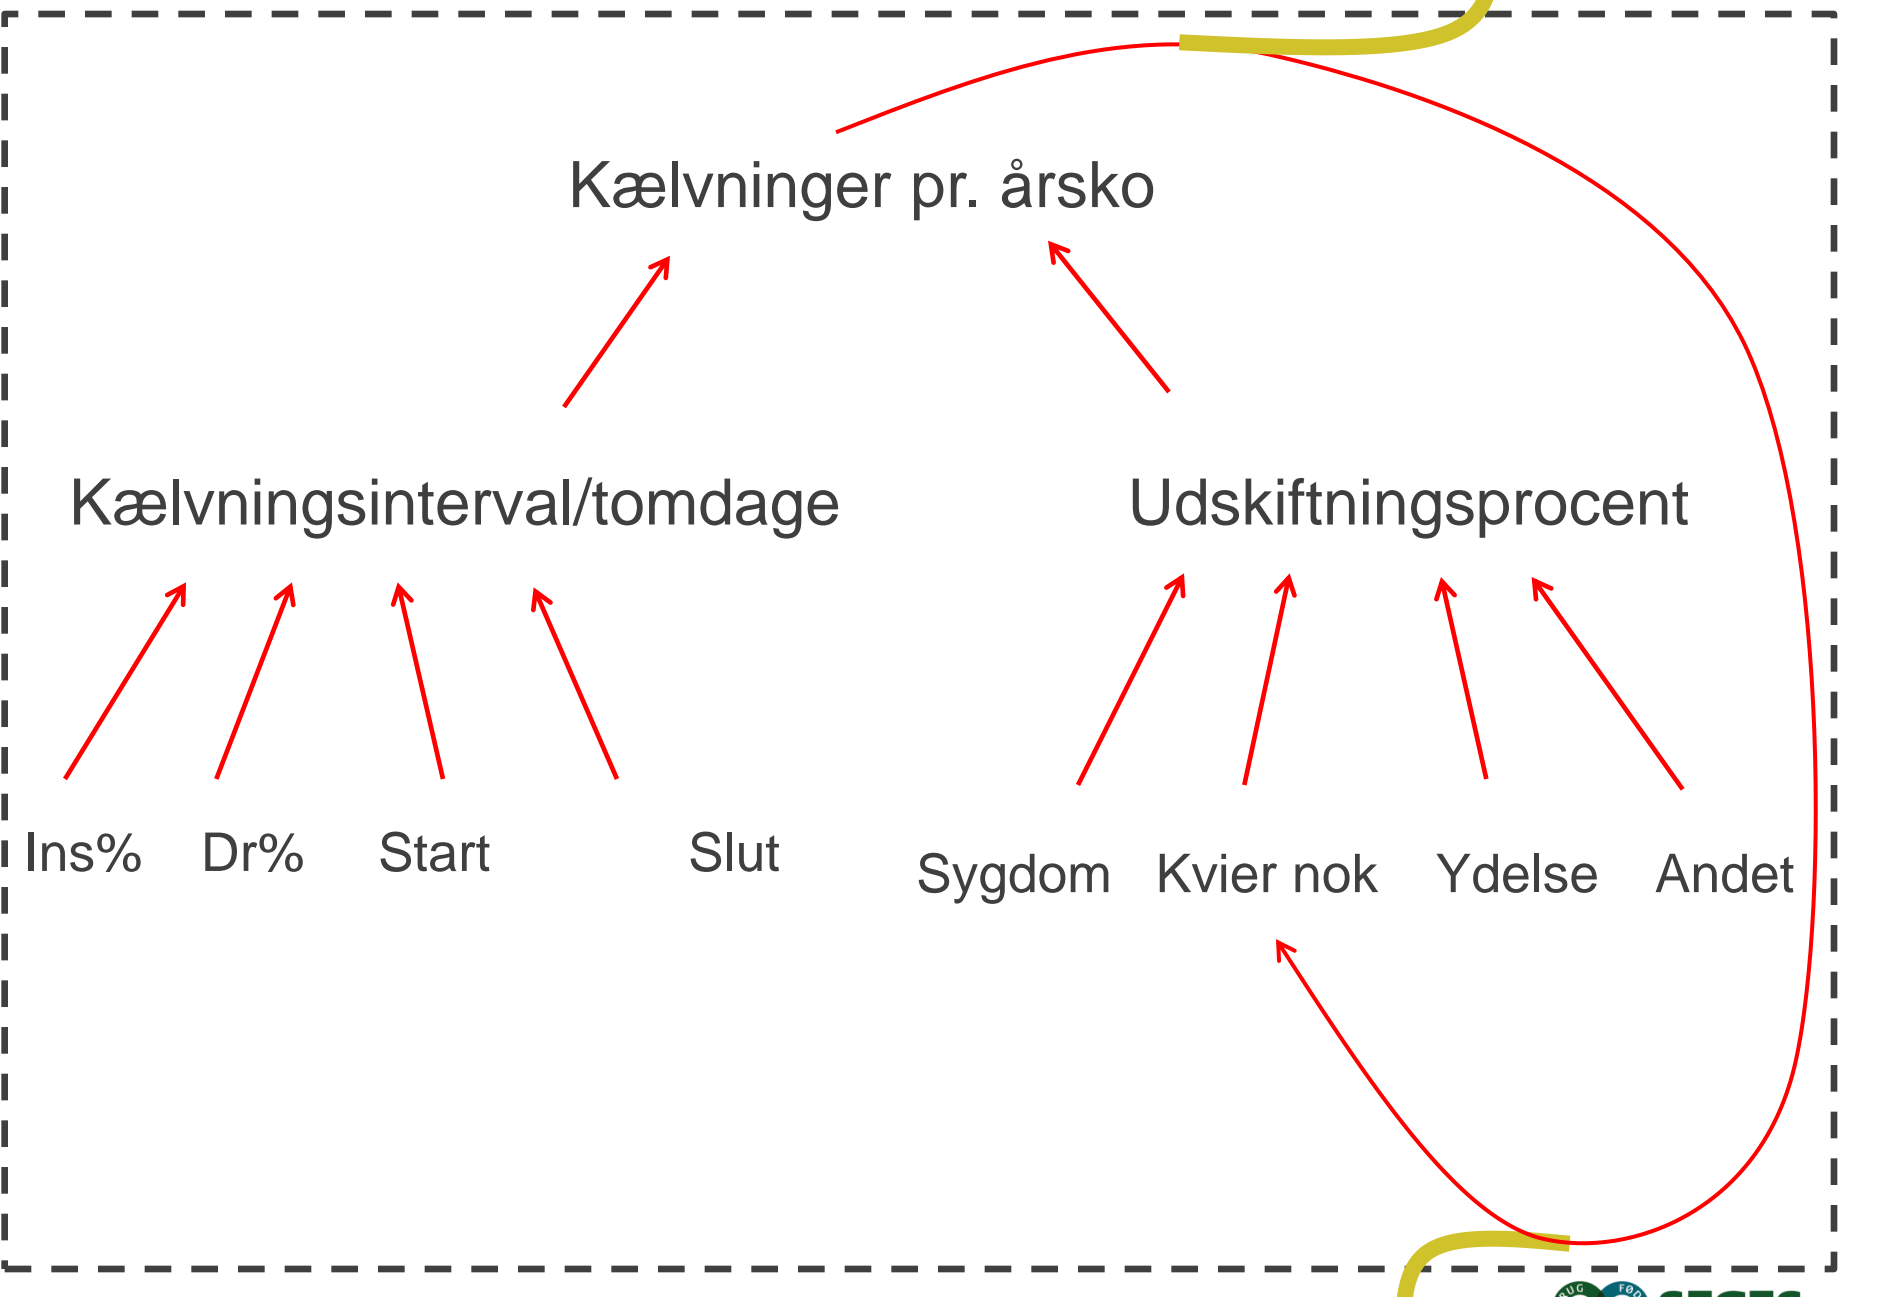 Kælvninger pr. årsko
Kælvningsinterval/tomdage
Udskiftningsprocent
Ins% Dr% Start Slut
Sygdom Kvier nok Ydelse Andet